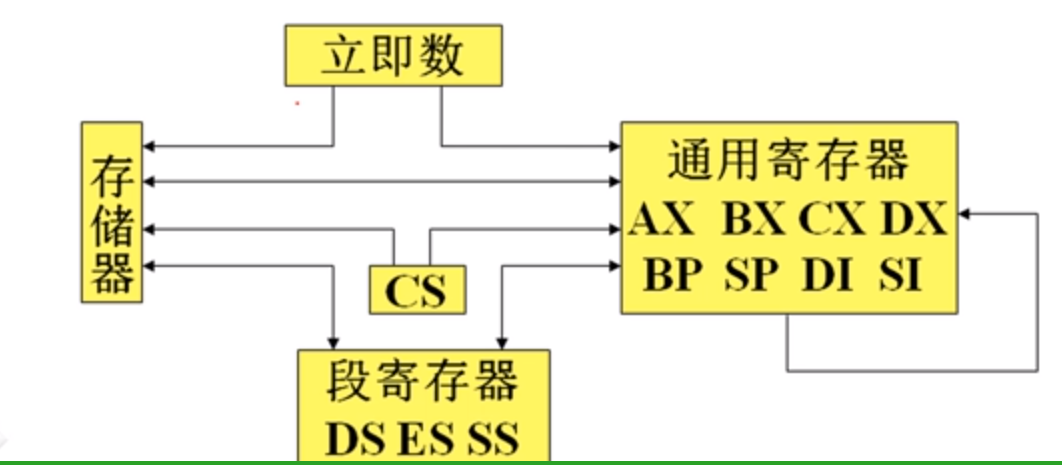 立即数
存储器
通用寄存器
AX BX CX DX
BP SP DI SI
CS
段寄存器
DS ES SS